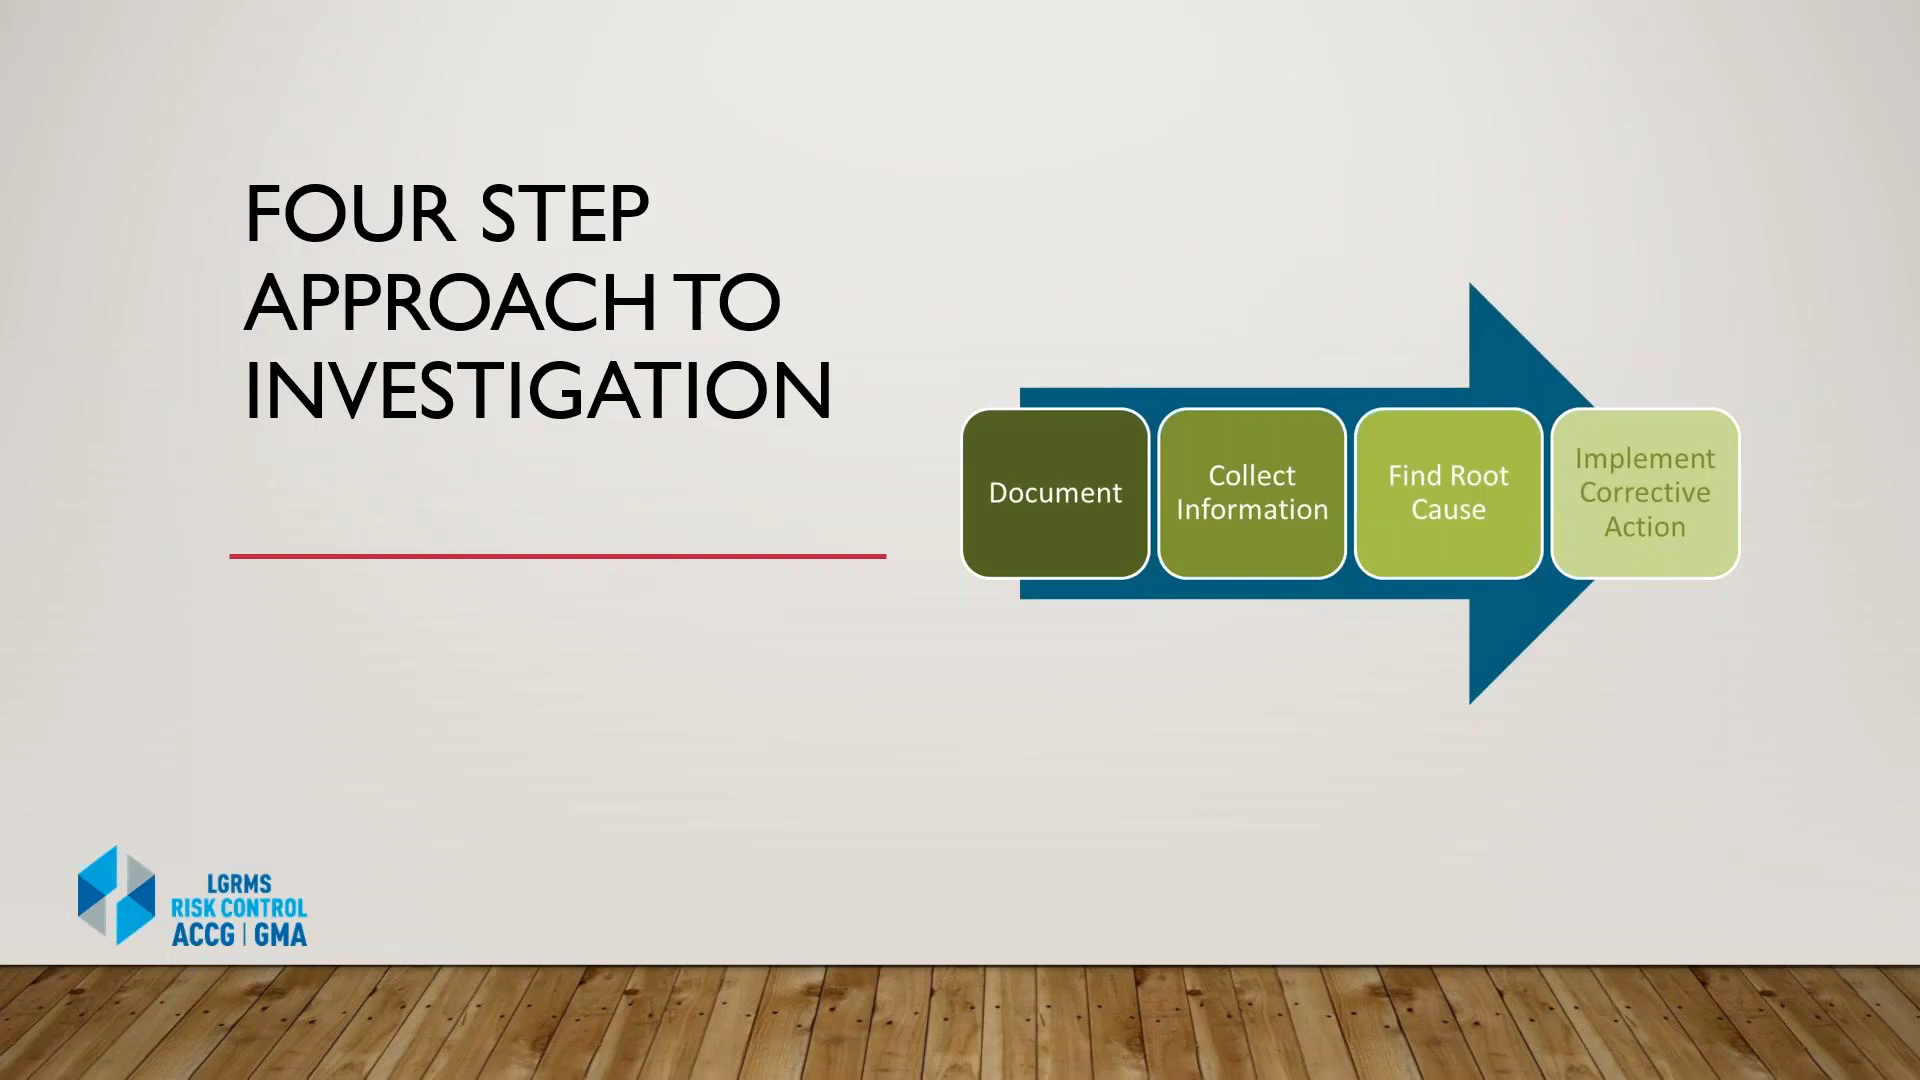 FOUR STEP
APPROACH TO
INVESTIGATION
Document
Collect
Information
Find Root
Cause
Implement
Corrective
Action
LGRMS
RISK CONTROL
ACCG | GMA